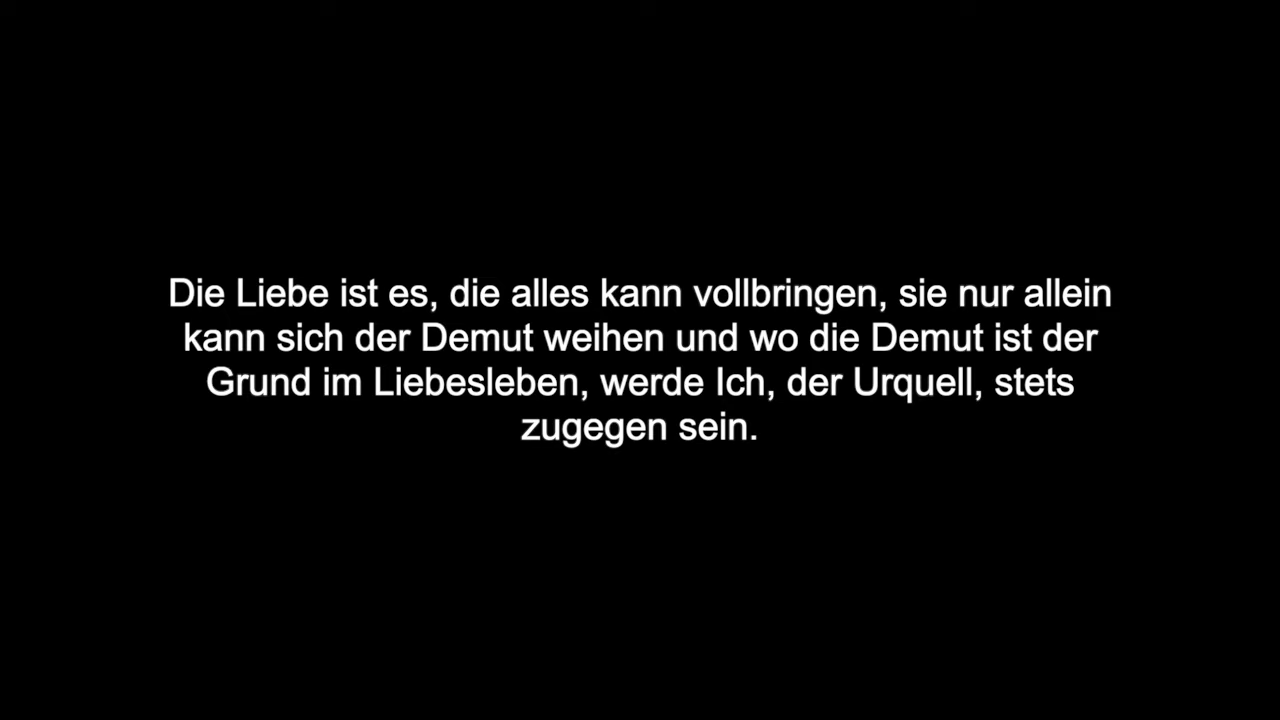 Die Liebe ist es, die alles kann vollbringen, sie nur allein
kann sich der Demut weihen und wo die Demut ist der
Grund im Liebesleben, werde Ich, der Urquell, stets
zugegen sein.